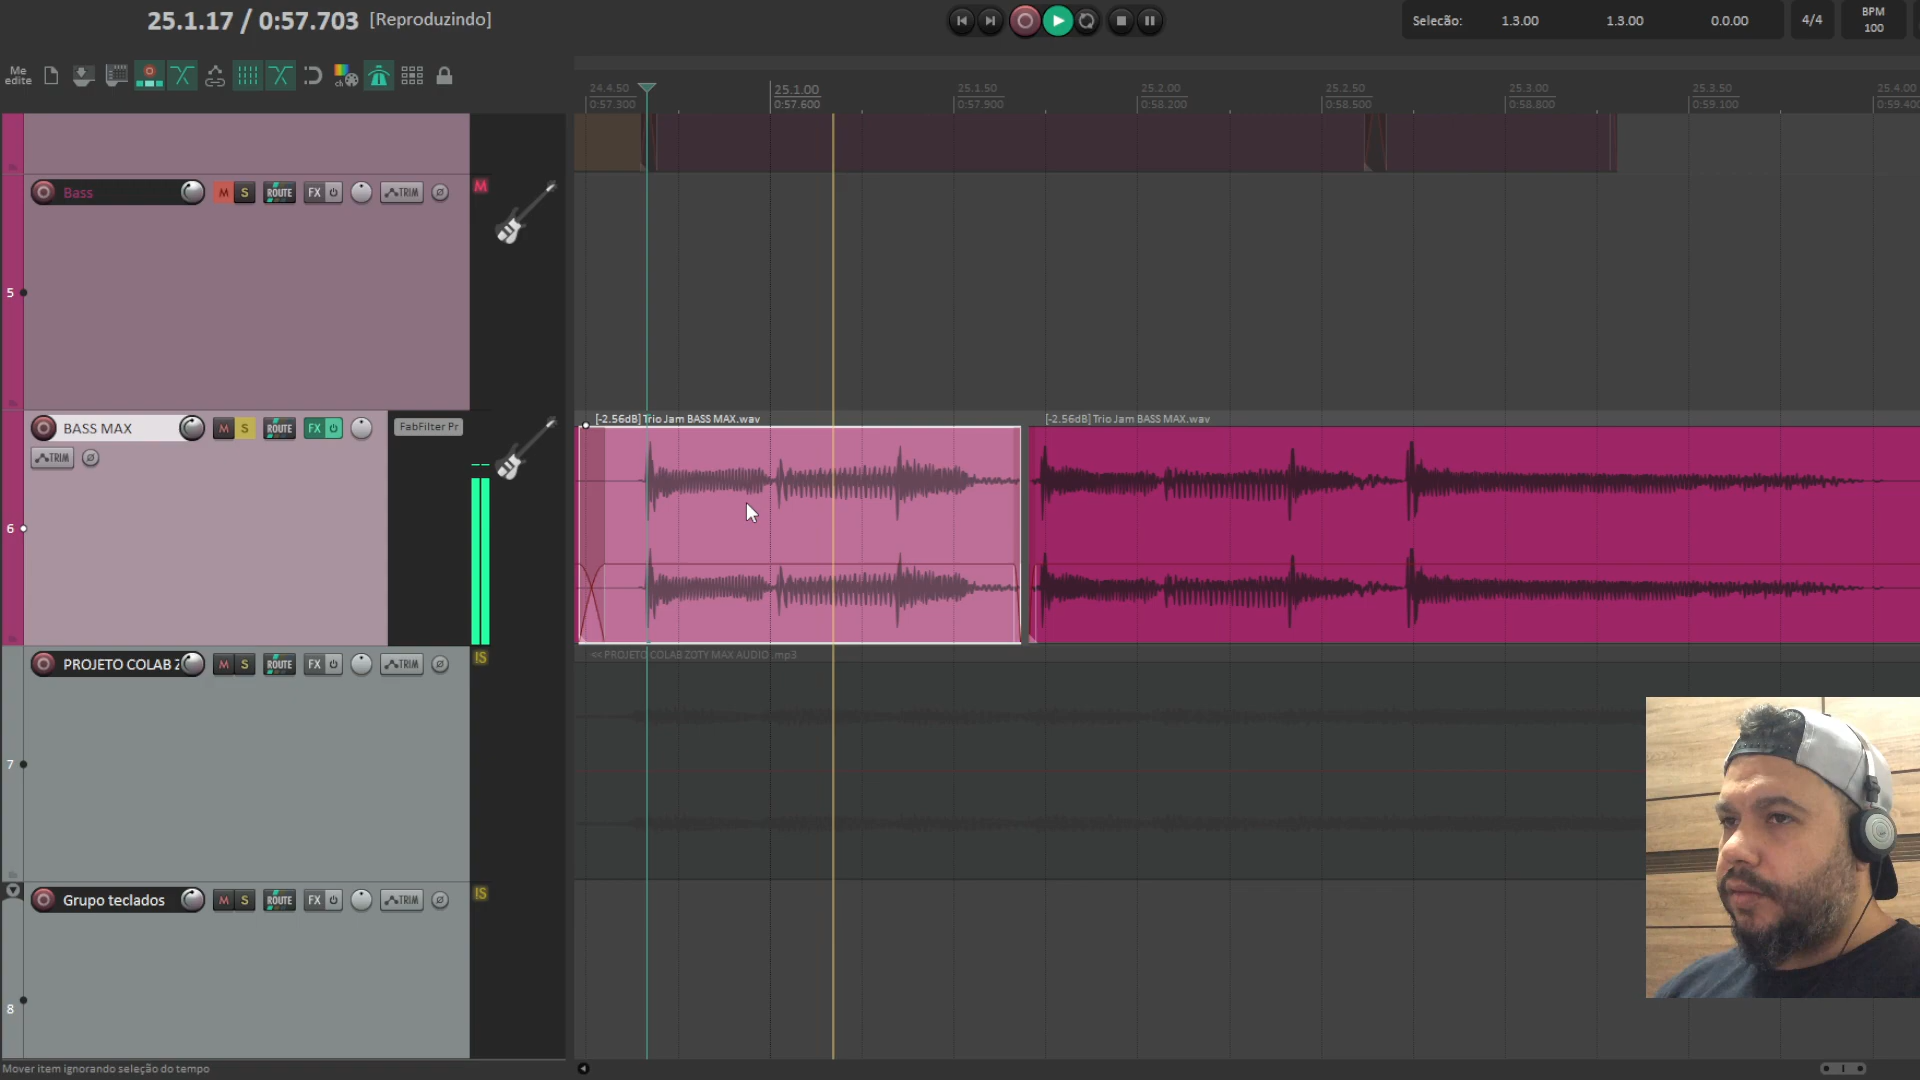 25.1.17 / 0:57.703 [Reproduzindo]
Selecão: 1.3.00 1.3.00 0.0.00
4/4
BPM
100
Me
edite
24.4.50 25.1.00 25.1.50 25.2.00 25.2.50 25.3.00 25.3.50 25.4.00
0:57.300 0:57.600 0:57.900 0:58.200 0:58.500 0:58.800 0:59.100 0:59.400
Bass M S ROUTE FX TRIM M
5
BASS MAX M S ROUTE FX FabFilter Pr
TRIM
[-2.56dB] Trio Jam BASS MAX.wav
[-2.56dB] Trio Jam BASS MAX.wav
6
PROJETO COLAB Z M S ROUTE FX TRIM IS
<< PROJETO COLAB ZOTY MAX AUDIO .mp3
7
Grupo teclados M S ROUTE FX TRIM IS
8
Mover item ignorando seleção do tempo